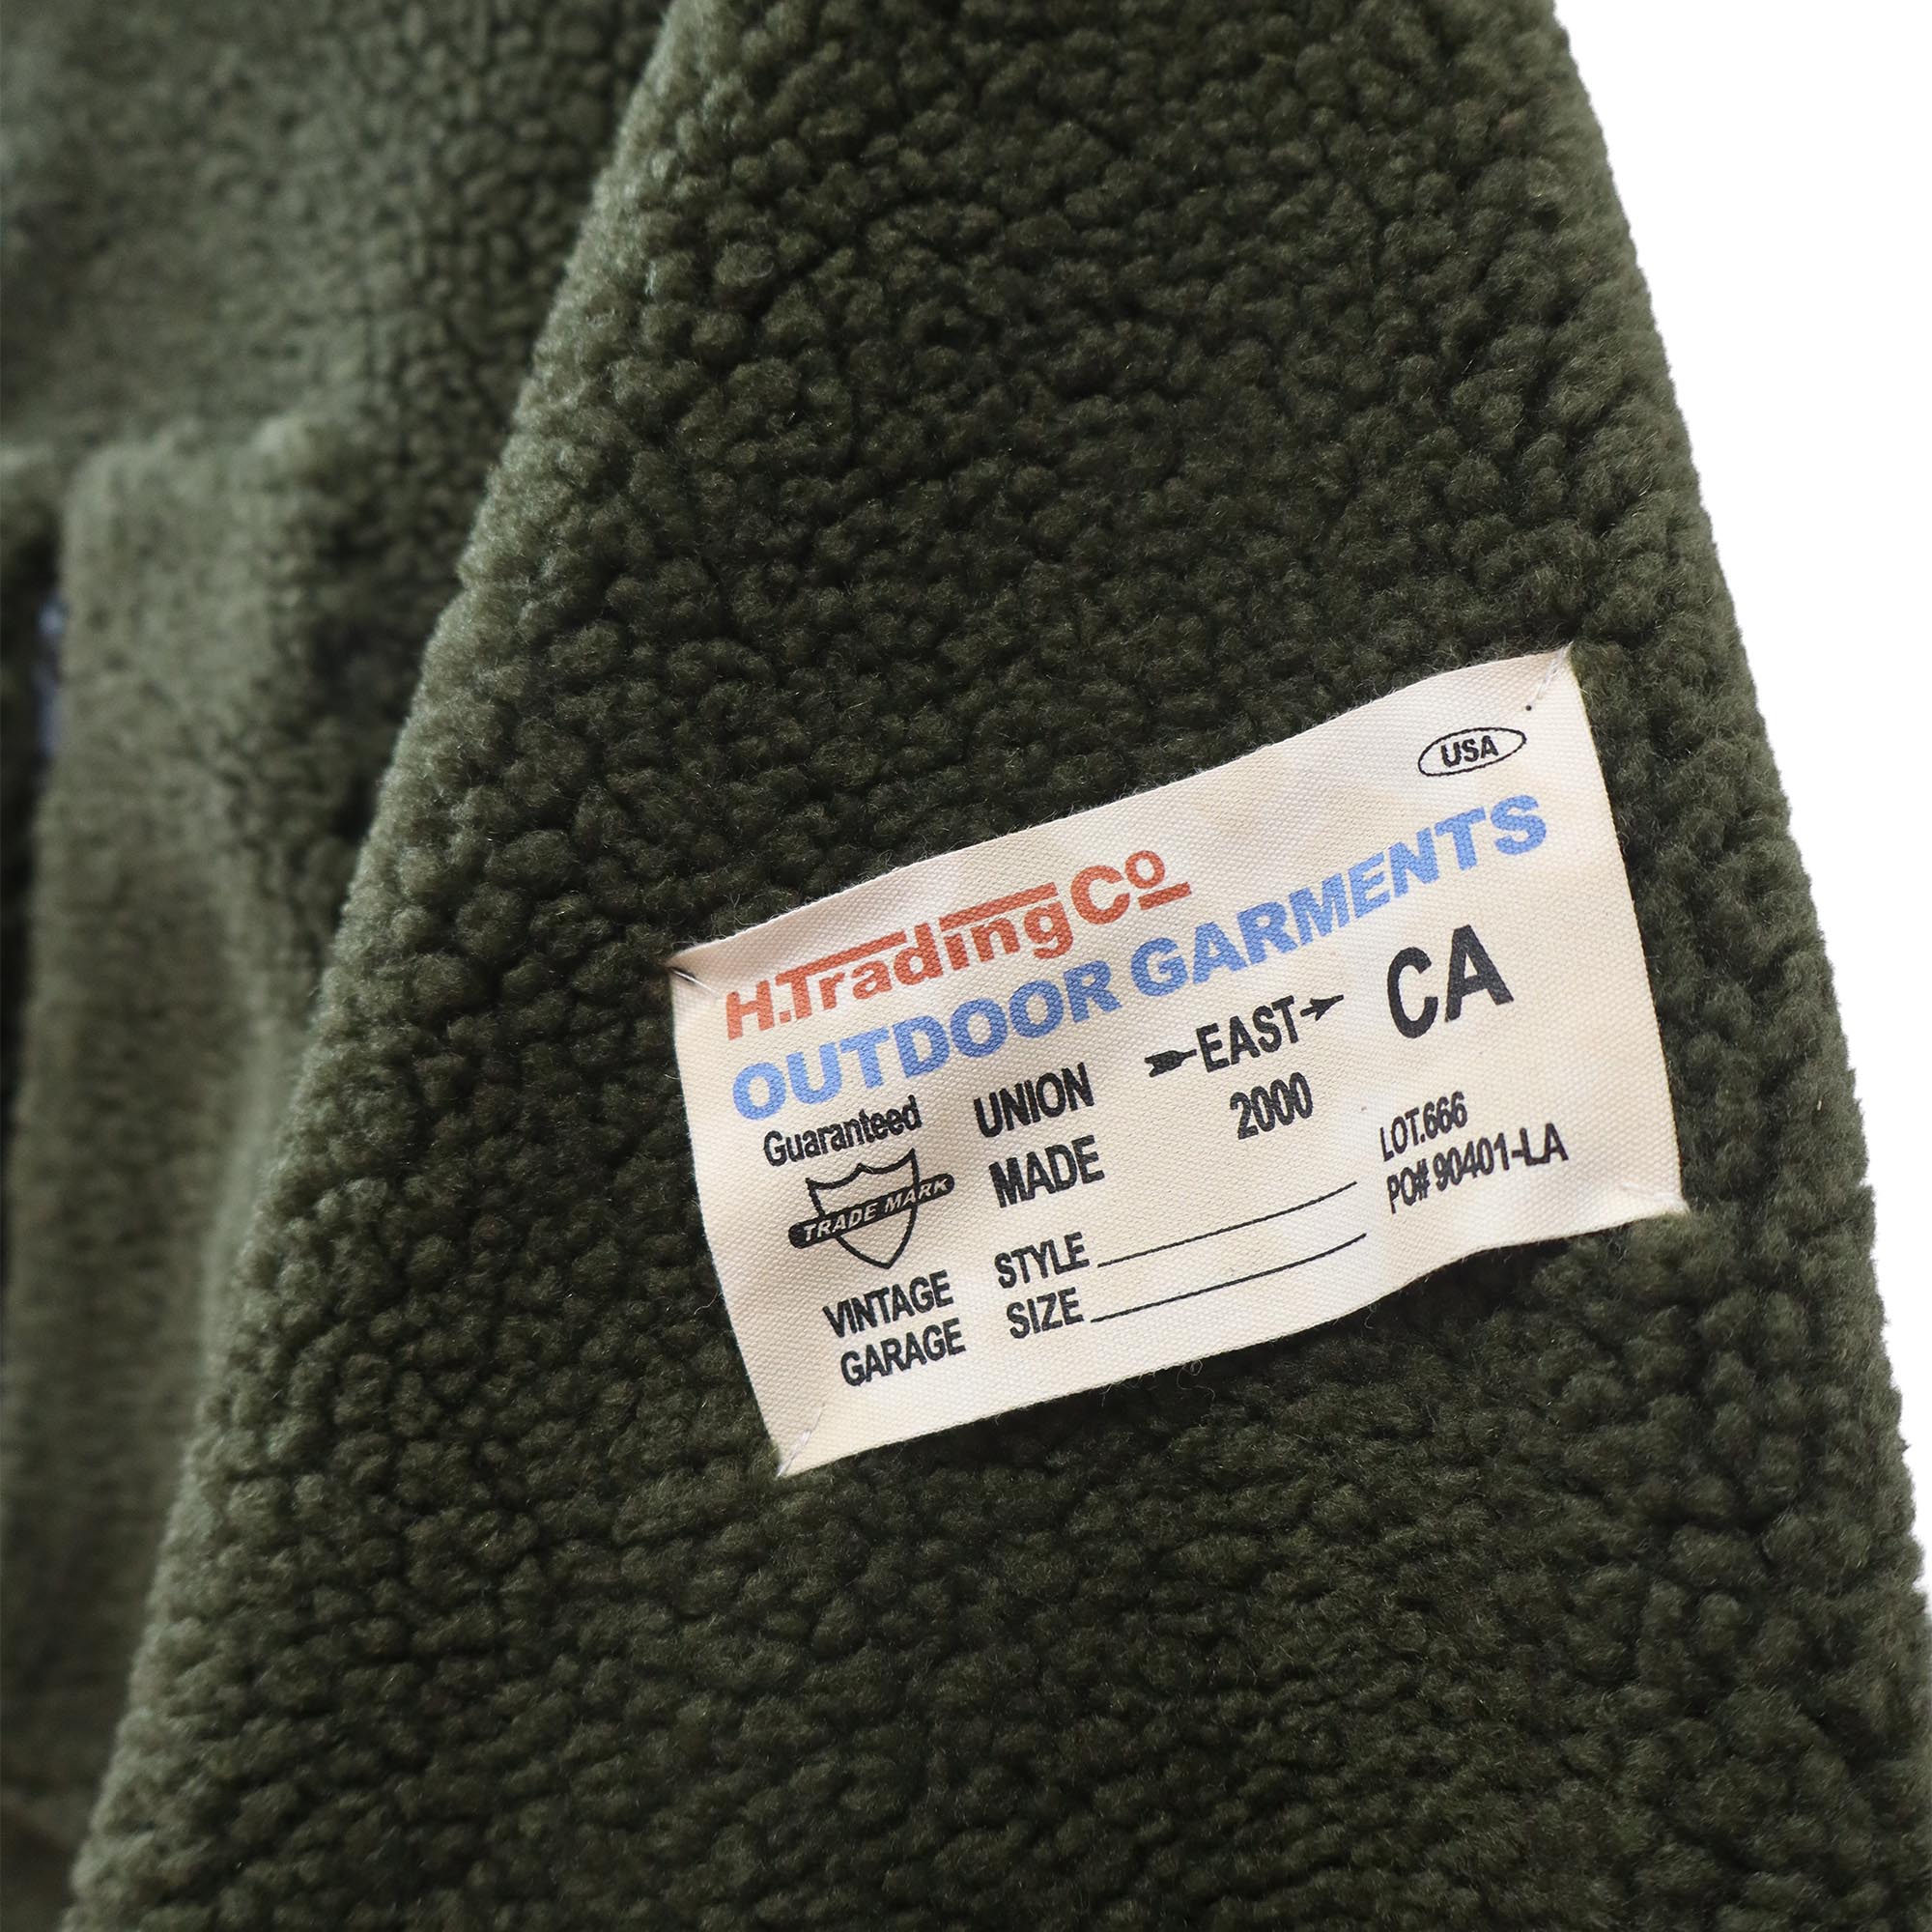 USA
H.Trading Co
OUTDOOR GARMENTS
Guaranteed
TRADE MARK
VINTAGE
GARAGE
UNION
MADE
EAST
2000
CA
STYLE
SIZE
LOT.666
PO# 90401-LA